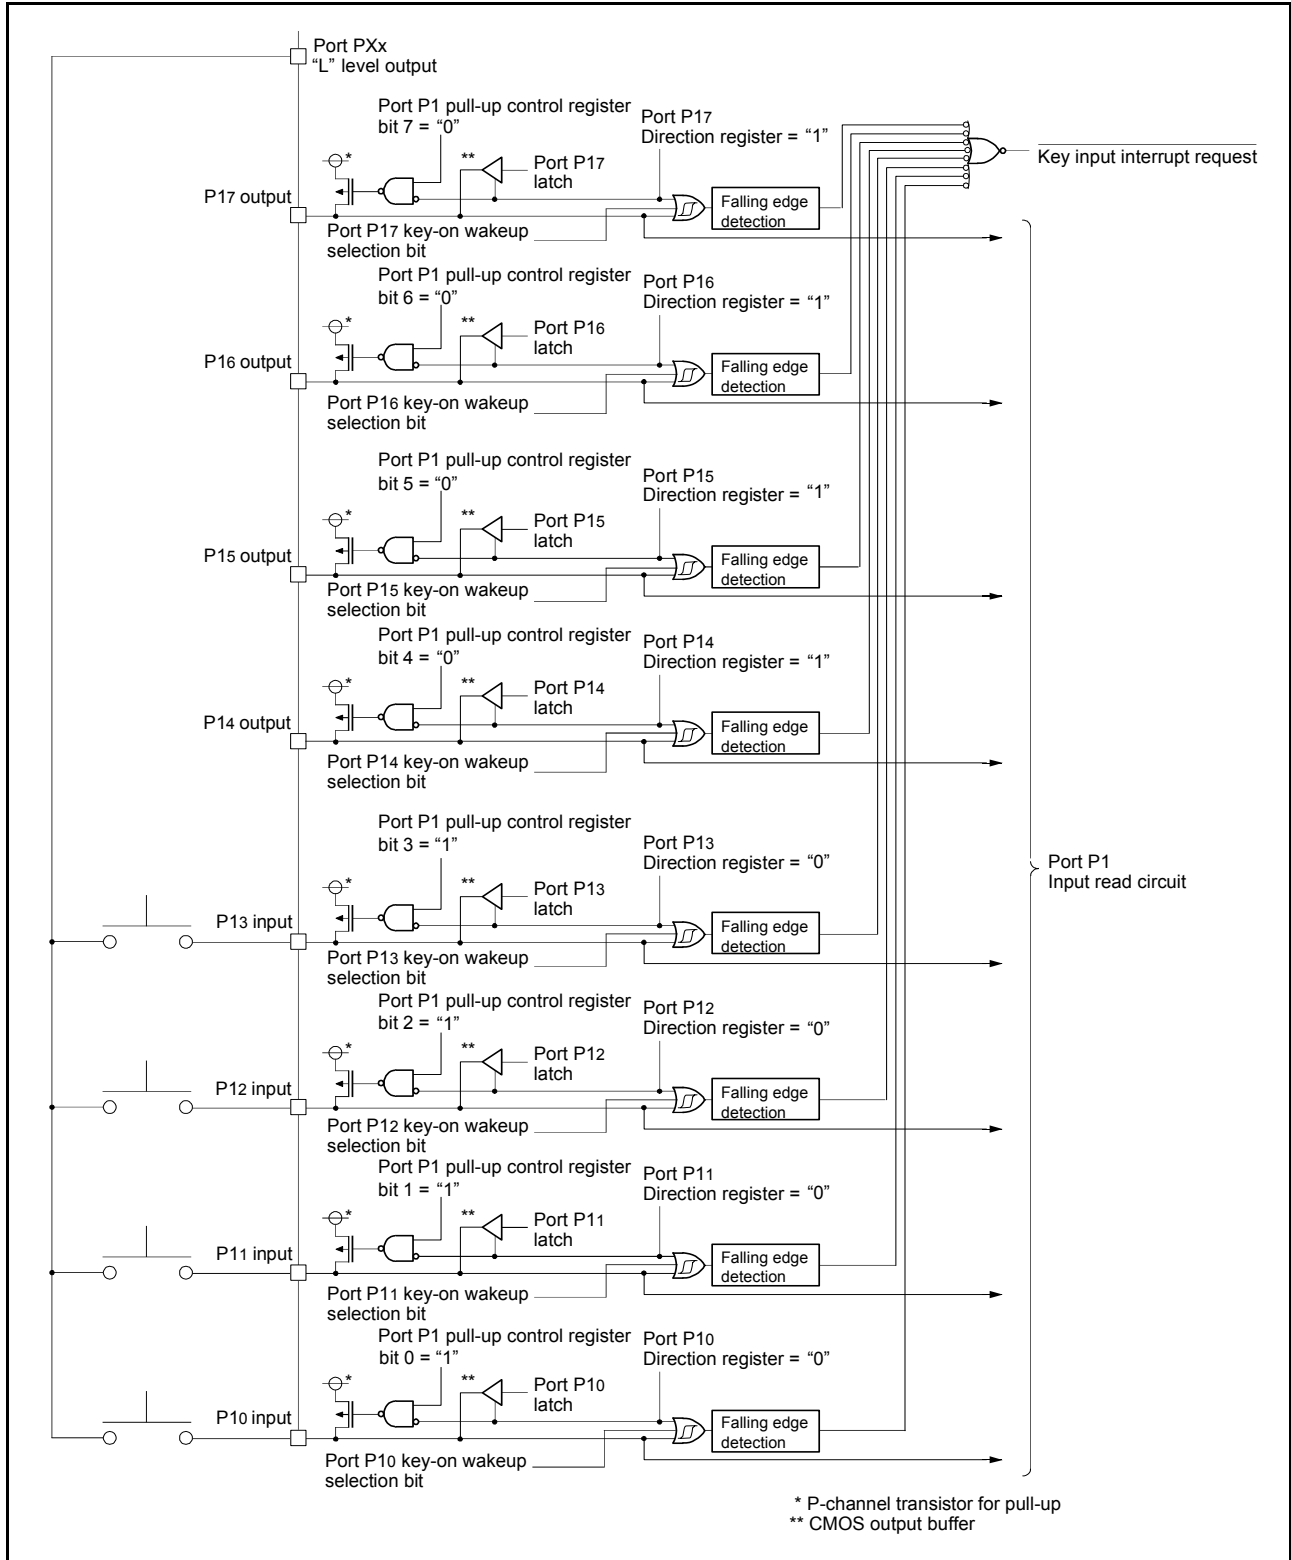 Port PXx
“L” level output
Port P1 pull-up control register
bit 7 = “0”
Port P17
Direction register = “1”
*
**
Port P17
latch
Key input interrupt request
P17 output
Falling edge
detection
Port P17 key-on wakeup
selection bit
Port P1 pull-up control register
bit 6 = “0”
Port P16
Direction register = “1”
*
**
Port P16
latch
P16 output
Falling edge
detection
Port P16 key-on wakeup
selection bit
Port P1 pull-up control register
bit 5 = “0”
Port P15
Direction register = “1”
*
**
Port P15
latch
P15 output
Falling edge
detection
Port P15 key-on wakeup
selection bit
Port P1 pull-up control register
bit 4 = “0”
Port P14
Direction register = “1”
*
**
Port P14
latch
P14 output
Falling edge
detection
Port P14 key-on wakeup
selection bit
Port P1 pull-up control register
bit 3 = “1”
Port P13
Direction register = “0”
Port P1
Input read circuit
*
**
Port P13
latch
P13 input
Falling edge
detection
Port P13 key-on wakeup
selection bit
Port P1 pull-up control register
bit 2 = “1”
Port P12
Direction register = “0”
*
**
Port P12
latch
P12 input
Falling edge
detection
Port P12 key-on wakeup
selection bit
Port P1 pull-up control register
bit 1 = “1”
Port P11
Direction register = “0”
*
**
Port P11
latch
P11 input
Falling edge
detection
Port P11 key-on wakeup
selection bit
Port P1 pull-up control register
bit 0 = “1”
Port P10
Direction register = “0”
*
**
Port P10
latch
P10 input
Falling edge
detection
Port P10 key-on wakeup
selection bit
* P-channel transistor for pull-up
** CMOS output buffer